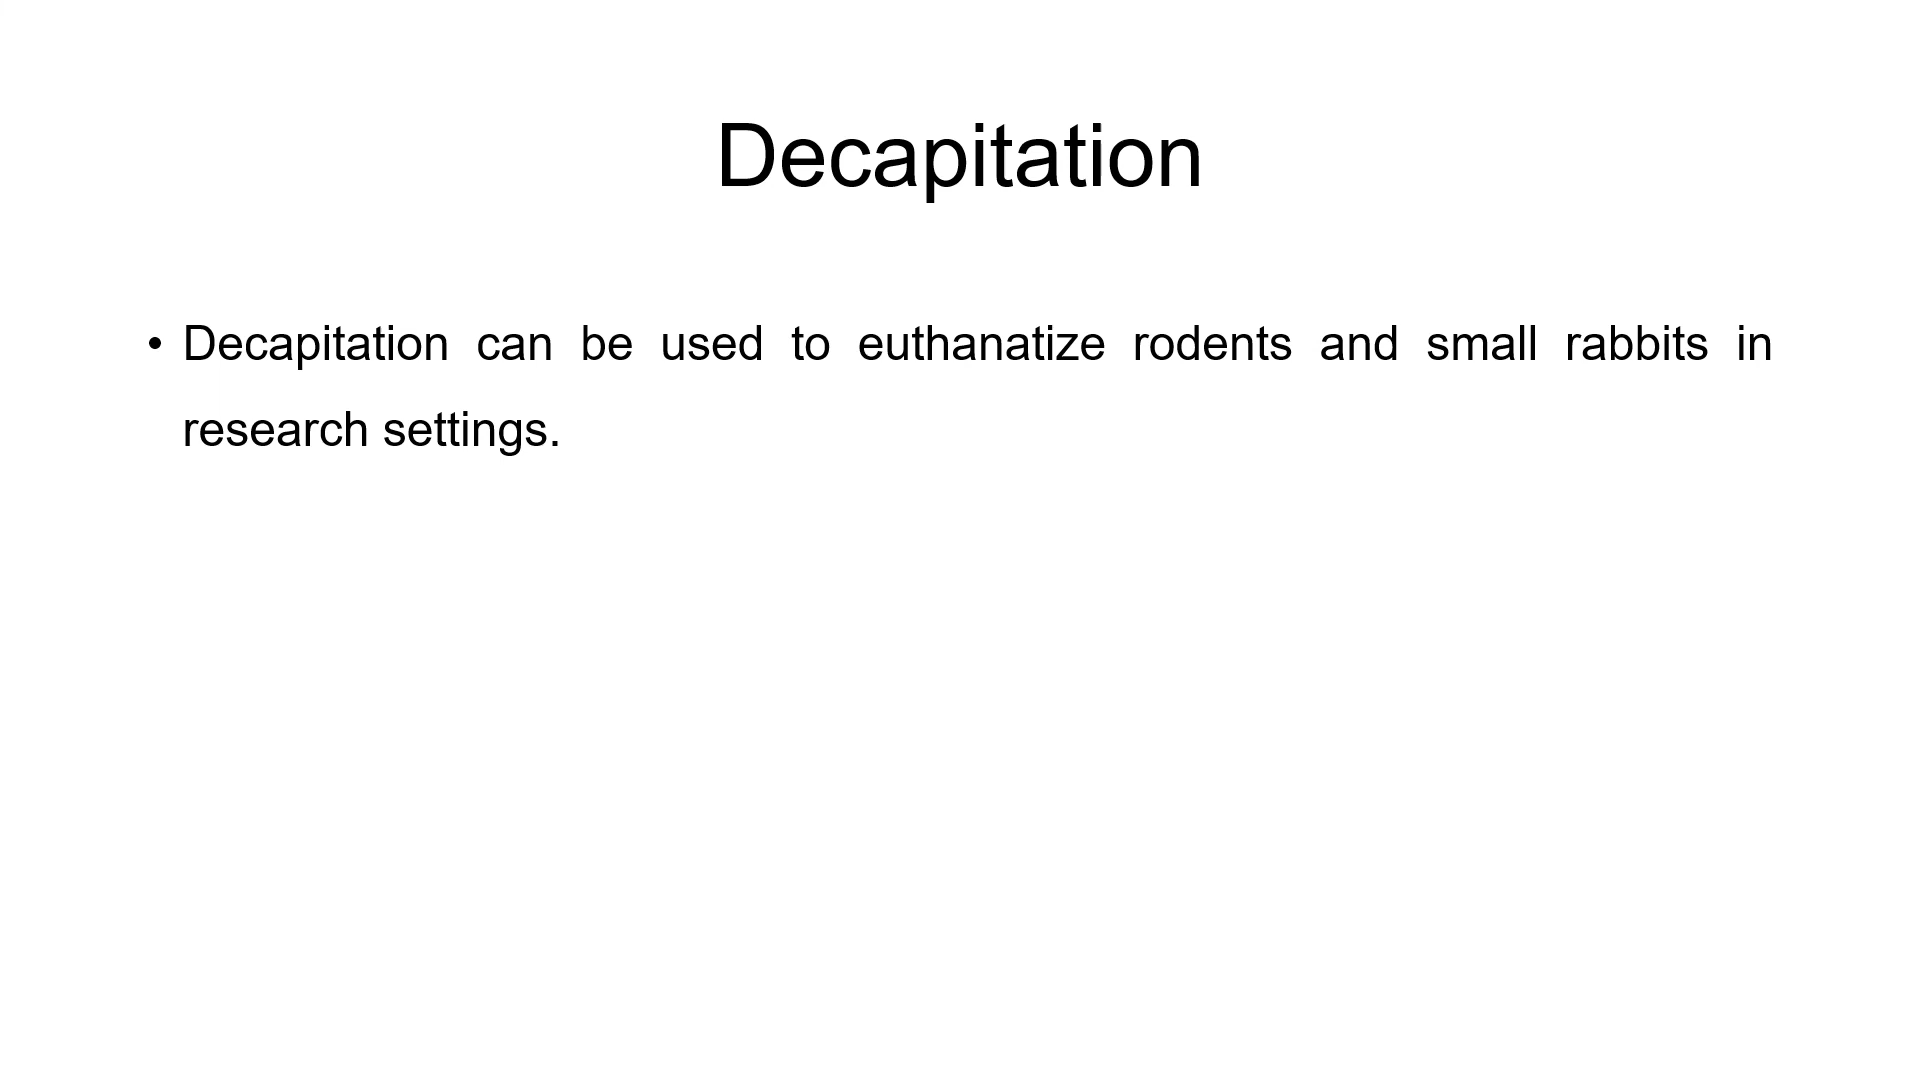 Decapitation
• Decapitation can be used to euthanatize rodents and small rabbits in
research settings.